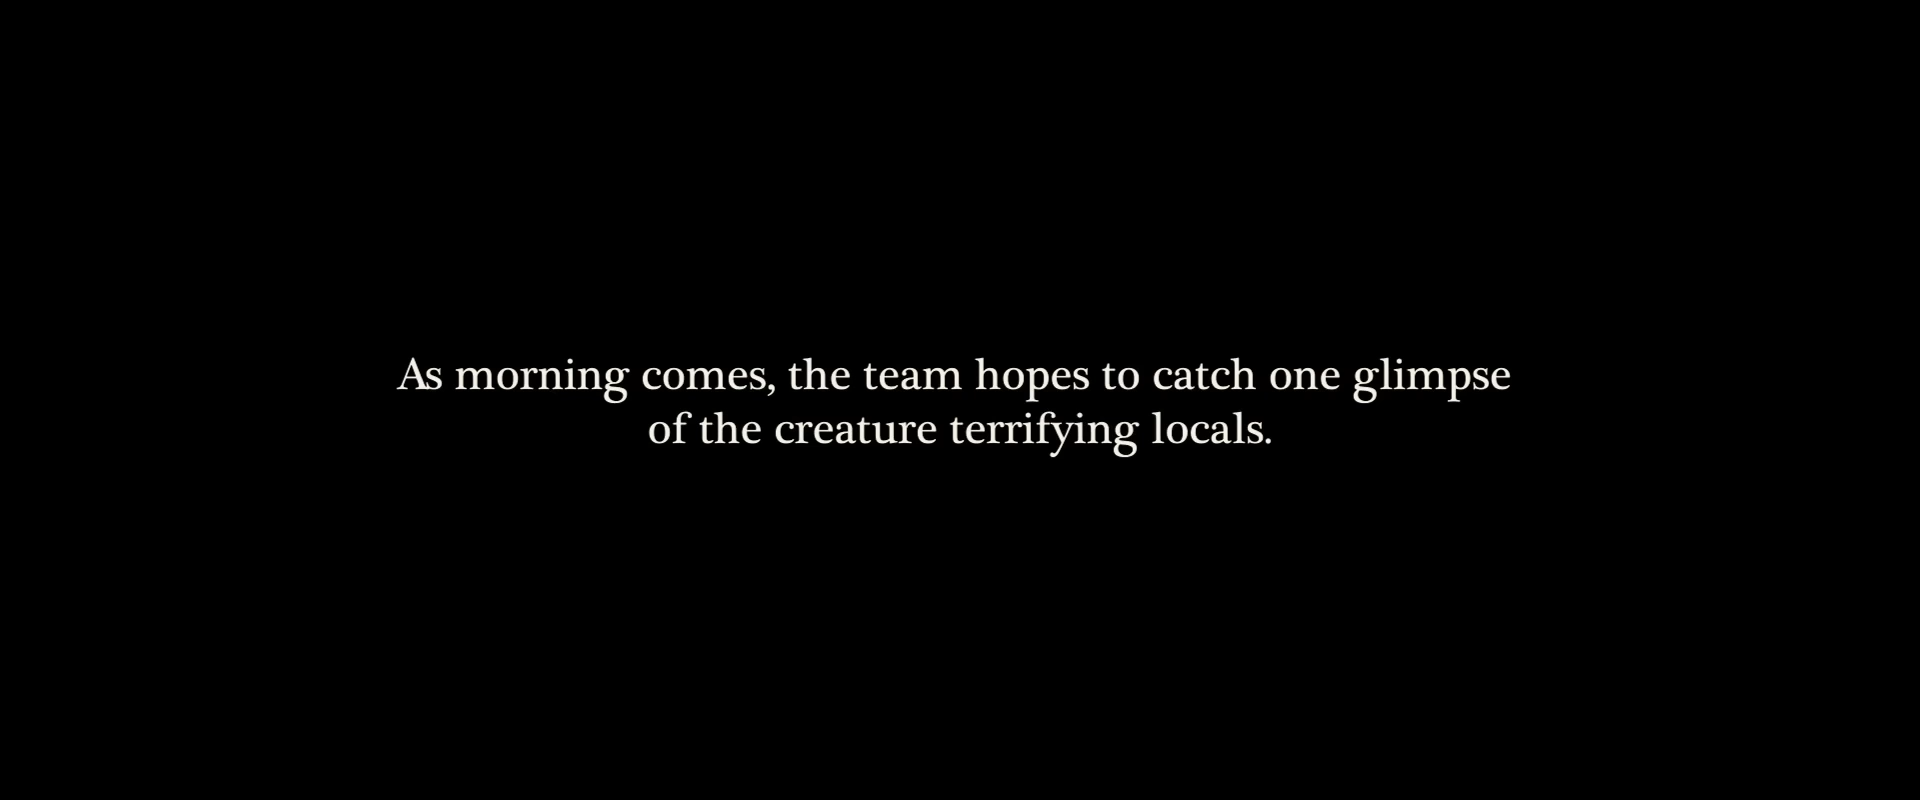 As morning comes, the team hopes to catch one glimpse
of the creature terrifying locals.